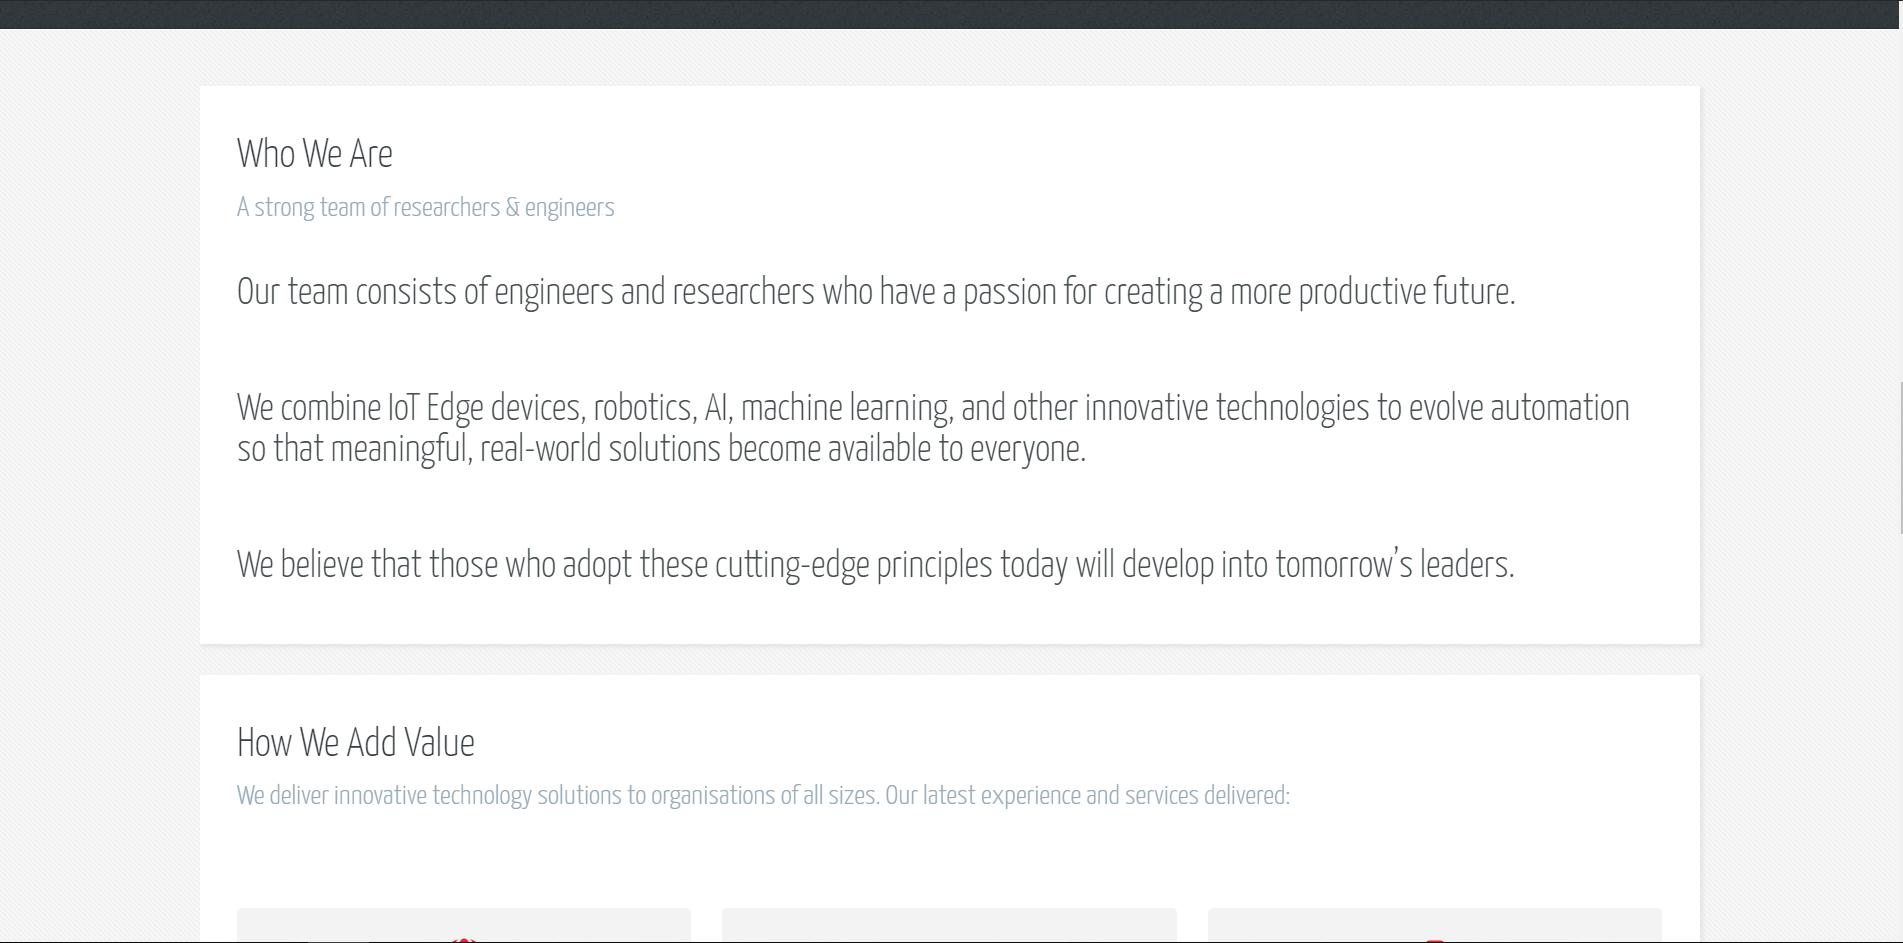 Who We Are
A strong team of researchers & engineers
Our team consists of engineers and researchers who have a passion for creating a more productive future.
We combine IoT Edge devices, robotics, AI, machine learning, and other innovative technologies to evolve automation
so that meaningful, real-world solutions become available to everyone.
We believe that those who adopt these cutting-edge principles today will develop into tomorrow’s leaders.
How We Add Value
We deliver innovative technology solutions to organisations of all sizes. Our latest experience and services delivered: